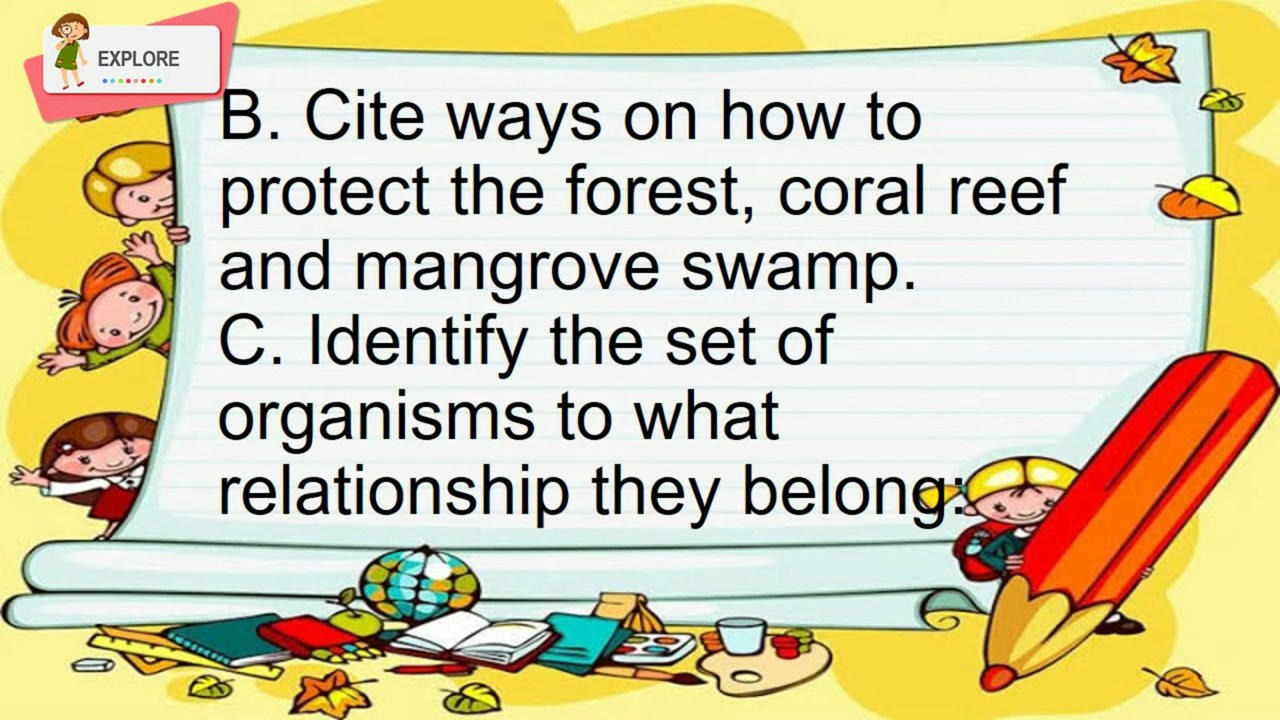 EXPLORE
B. Cite ways on how to
protect the forest, coral reef
and mangrove swamp.
C. Identify the set of
organisms to what
relationship they belong: